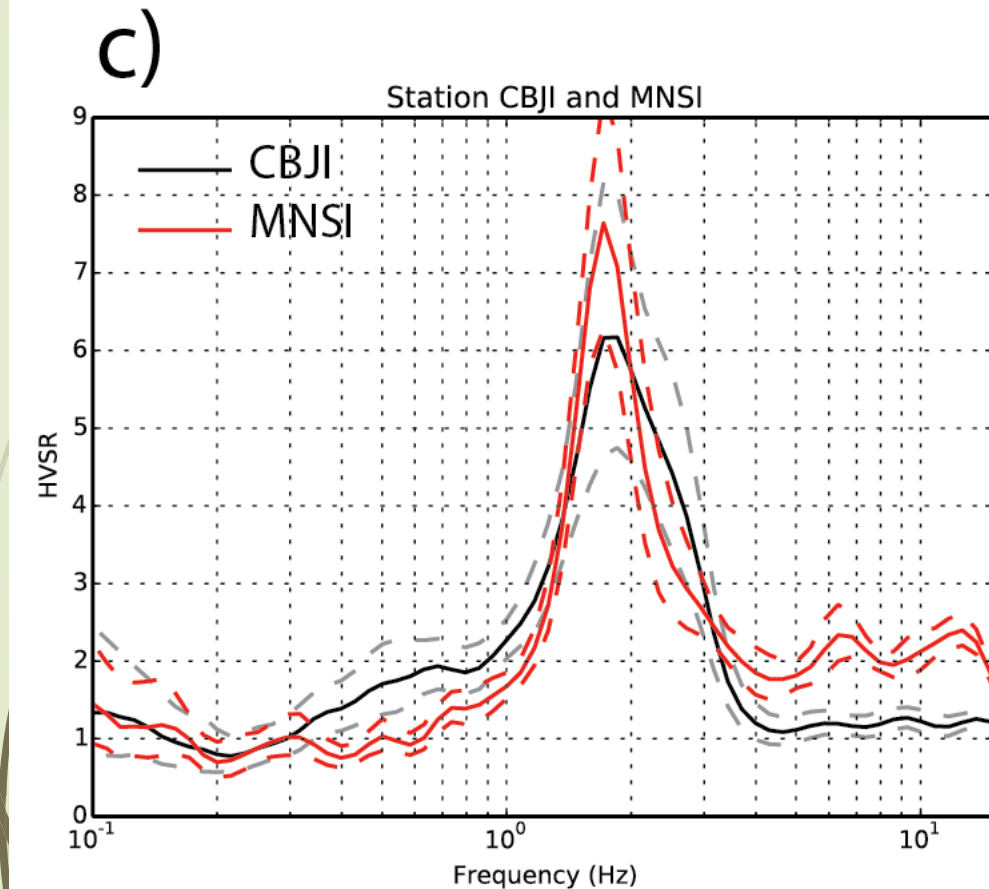 c)
Station CBJI and MNSI
9
CBJI
8
MNSI
7
6
5
HVSR
4
3
2
1
0
10⁻¹
10⁰
10¹
Frequency (Hz)